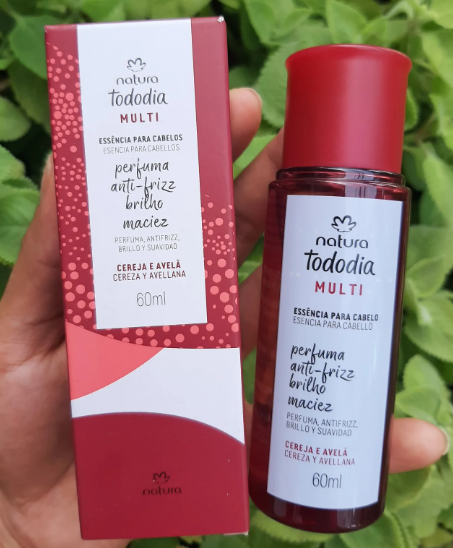 natura
tododia
MULTI
ESSÊNCIA PARA CABELOS
ESENCIA PARA CABELLOS
perfuma
anti-frizz
brilho
maciez
PERFUMA, ANTIFRIZZ,
BRILLO Y SUAVIDAD
CEREJA E AVELÃ
CEREZA Y AVELLANA
60ml
natura
natura
tododia
MULTI
ESSÊNCIA PARA CABELO
ESENCIA PARA CABELLO
perfuma
anti-frizz
brilho
maciez
PERFUMA, ANTIFRIZZ,
BRILLO Y SUAVIDAD
CEREJA E AVELÃ
CEREZA Y AVELLANA
60ml